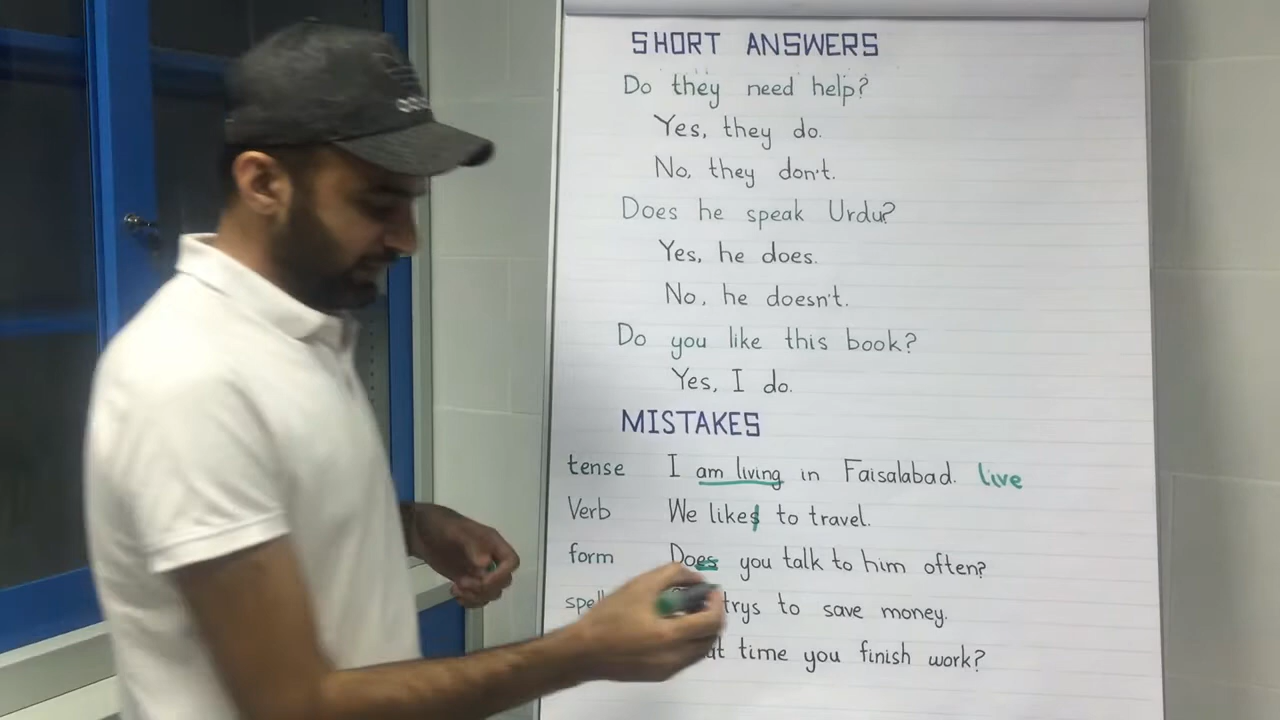 SHORT ANSWERS
Do they need help?
Yes, they do.
No, they don't.
Does he speak Urdu?
Yes, he does.
No, he doesn't.
Do you like this book?
Yes, I do.
MISTAKES
tense I am living in Faisalabad. live
Verb We likes to travel.
form Does you talk to him often?
spell trys to save money.
at time you finish work?